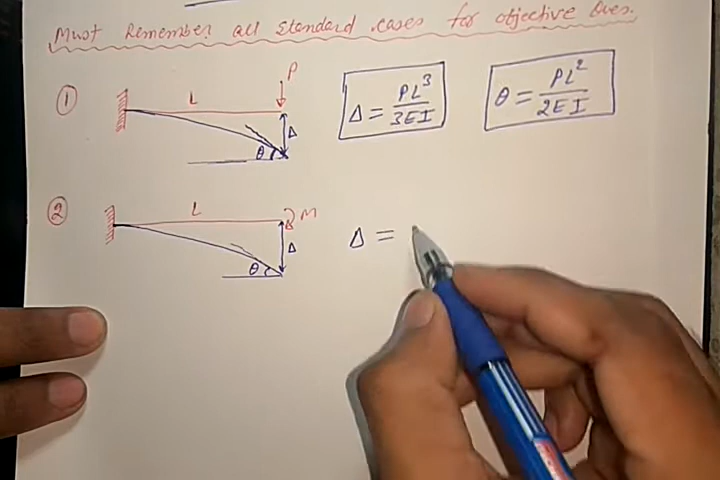 Must Remember all Standard cases for objective Ques.
1 L P Δ θ Δ = PL³/3EI θ = PL²/2EI
2 L M Δ θ Δ =